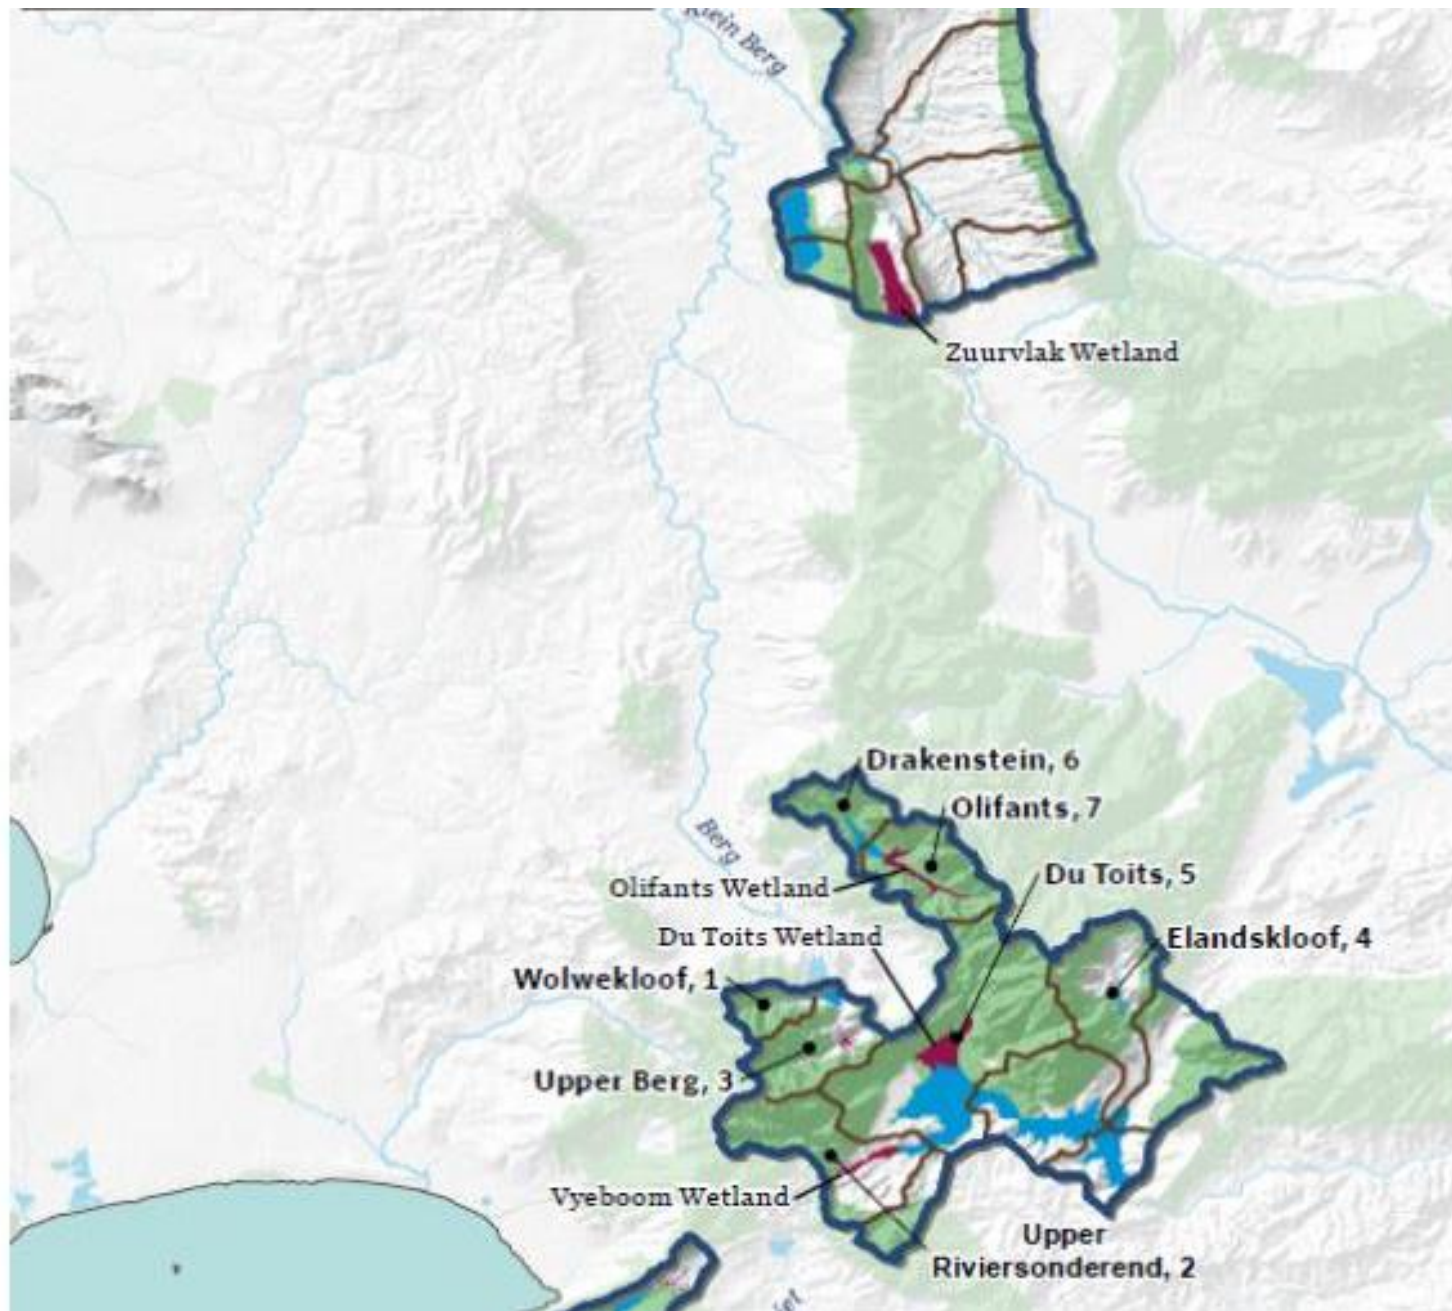 Klein Berg
Zuurvlak Wetland
Drakenstein, 6
Olifants, 7
Berg
Du Toits, 5
Olifants Wetland
Du Toits Wetland
Elandskloof, 4
Wolwekloof, 1
Upper Berg, 3
Vyeboom Wetland
Upper
Riviersonderend, 2